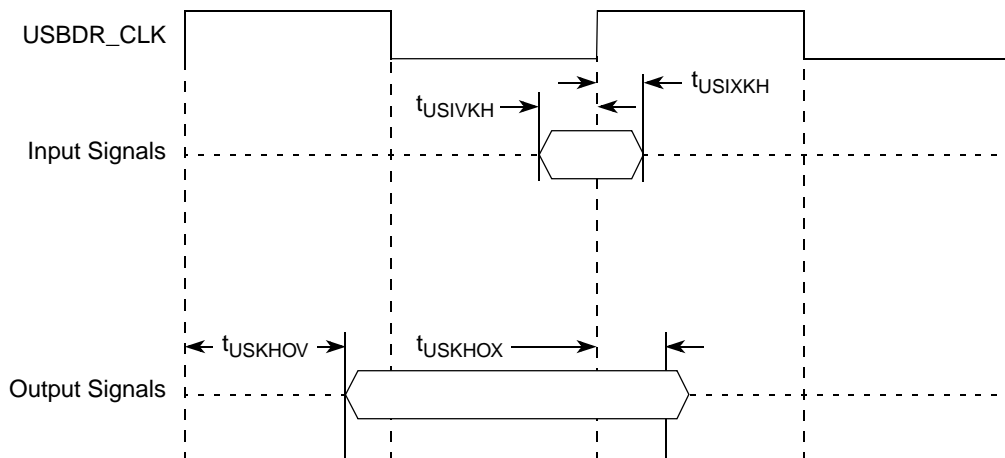 USBDR_CLK
tUSIXKH
tUSIVKH
Input Signals
tUSKHOV
tUSKHOX
Output Signals